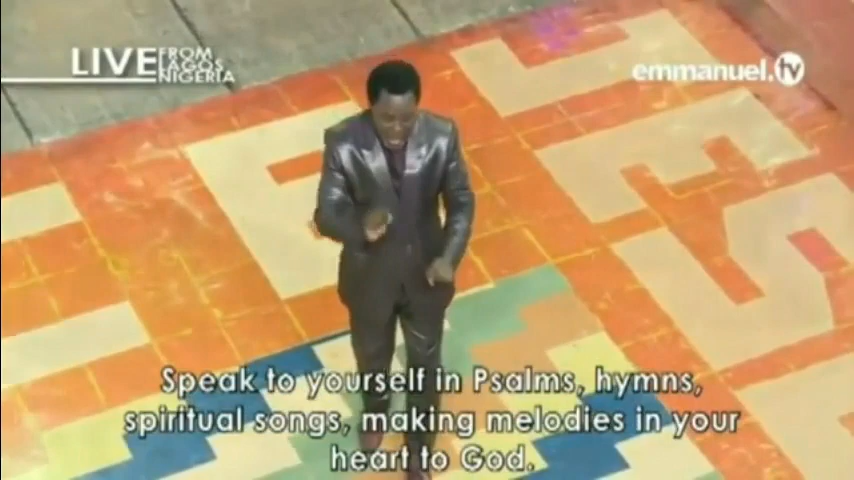 LIVE
FROM
LAGOS,
NIGERIA
emmanuel.tv
Speak to yourself in Psalms, hymns,
spiritual songs, making melodies in your
heart to God.